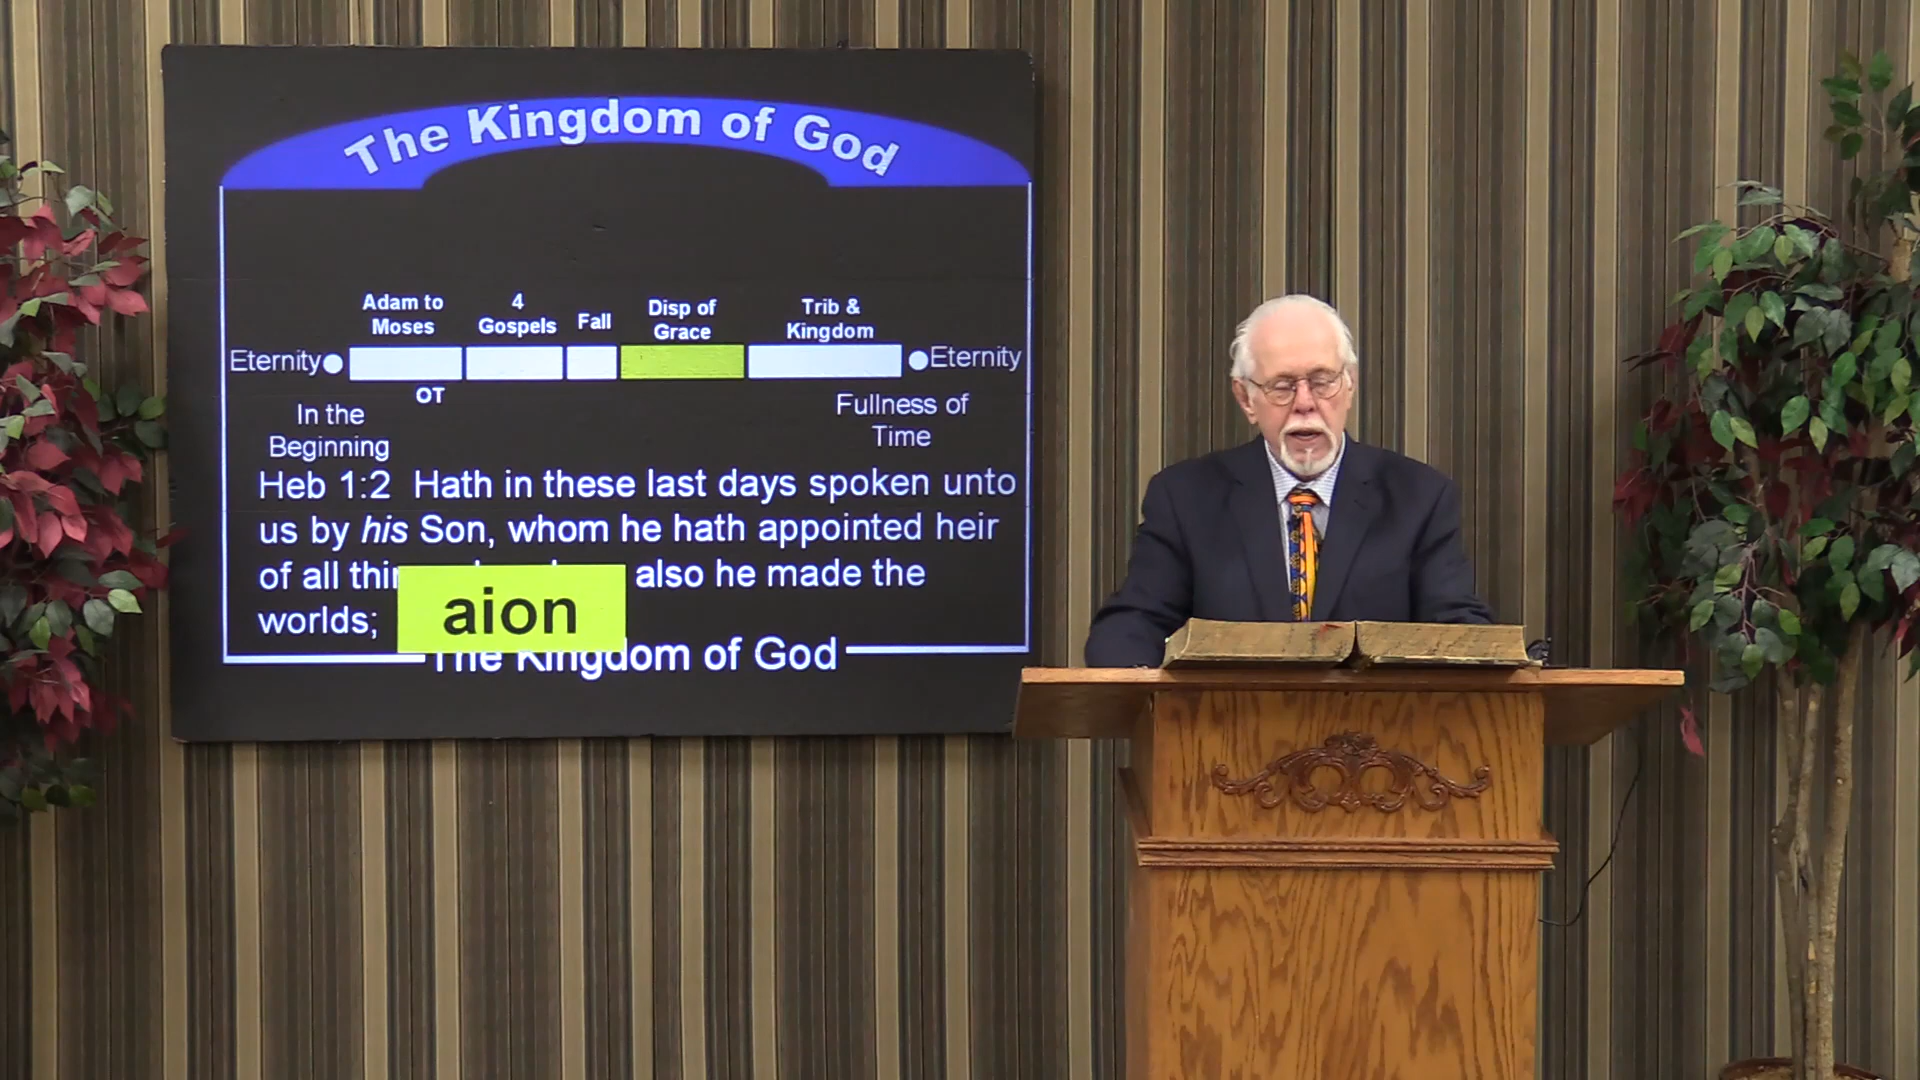 The Kingdom of God
Adam to
Moses
4
Gospels
Fall
Disp of
Grace
Trib &
Kingdom
Eternity
Eternity
OT
In the
Beginning
Fullness of
Time
Heb 1:2 Hath in these last days spoken unto
us by his Son, whom he hath appointed heir
of all also he made the
worlds;
aion
The Kingdom of God